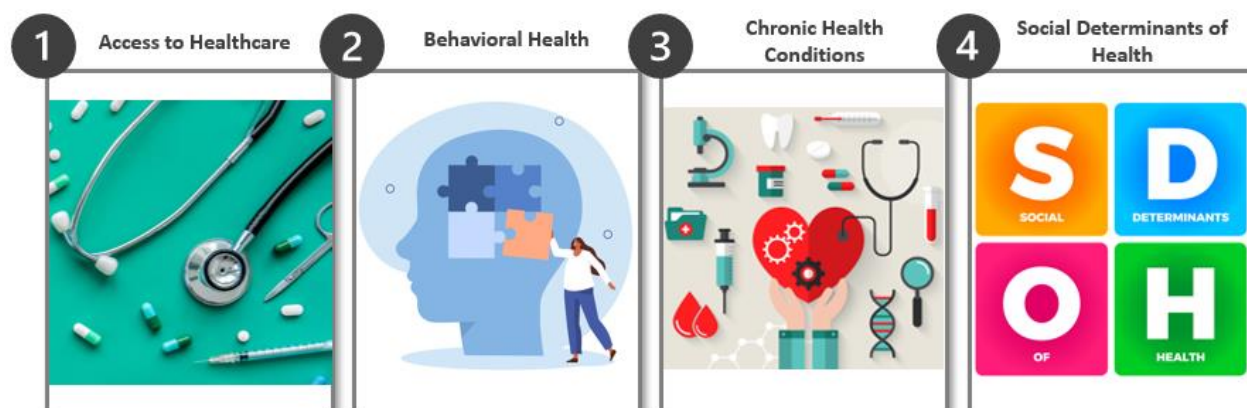 1
Access to Healthcare
2
Behavioral Health
3
Chronic Health
Conditions
4
Social Determinants of
Health
S
SOCIAL
D
DETERMINANTS
O
OF
H
HEALTH